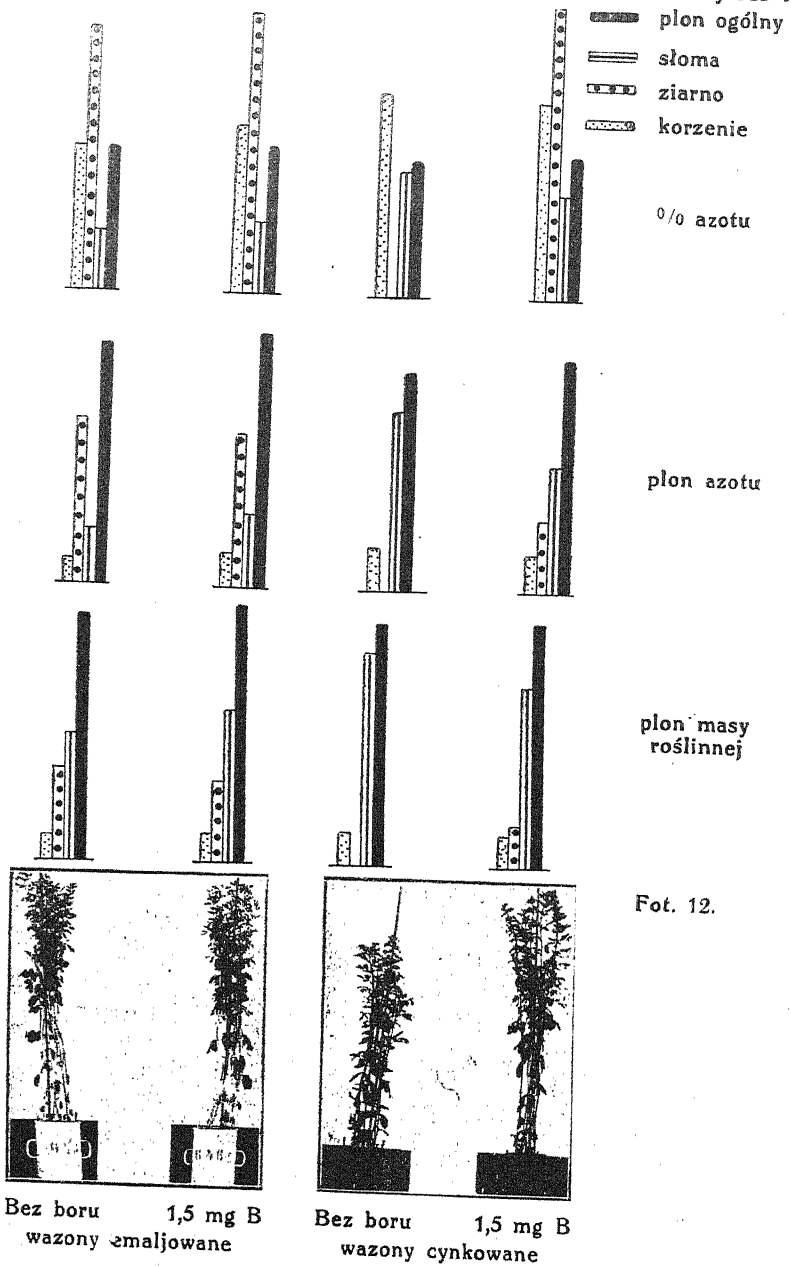 plon ogólny
słoma
ziarno
korzenie
% azotu
plon azotu
plon masy
roślinnej
Fot. 12.
Bez boru 1,5 mg B
wazony emaljowane
Bez boru 1,5 mg B
wazony cynkowane